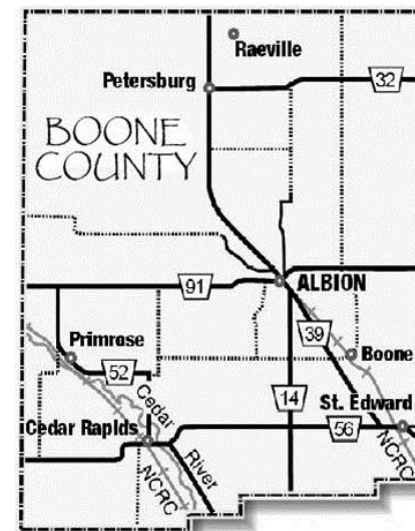 Raeville
Petersburg
32
BOONE
COUNTY
91
ALBION
39
Primrose
Boone
52
14
St. Edward
Cedar
Cedar Rapids
56
River
NCRC
NCRC